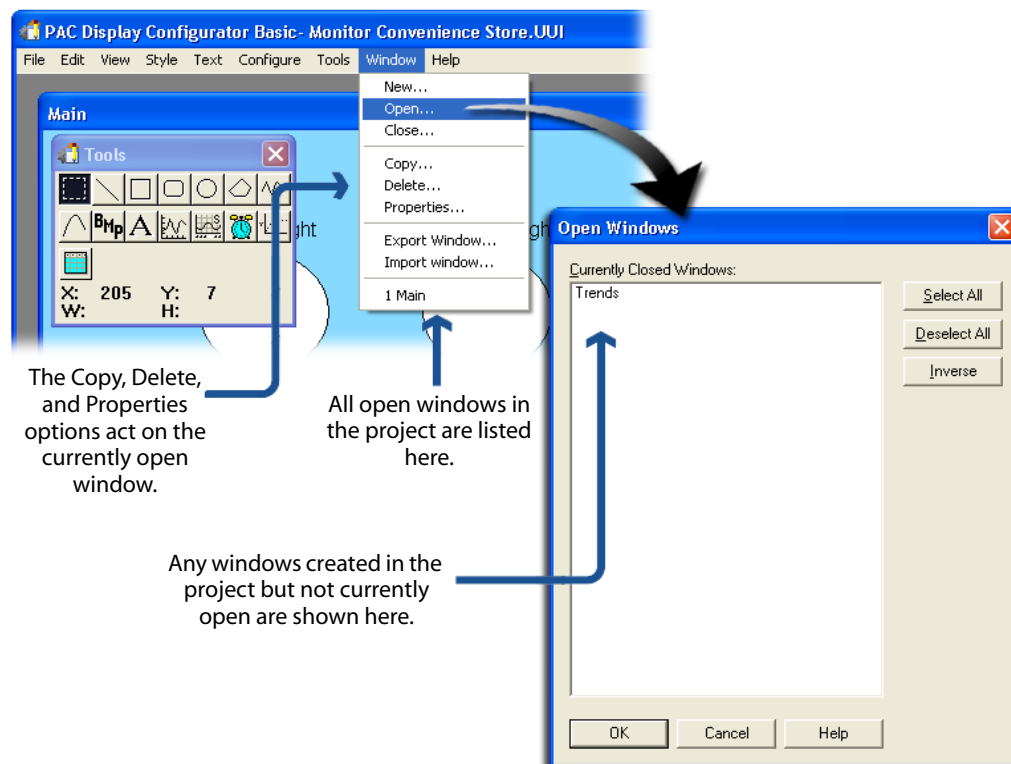 PAC Display Configurator Basic- Monitor Convenience Store.UUI
File Edit View Style Text Configure Tools Window Help
New...
Open...
Close...
Copy...
Delete...
Properties...
Export Window...
Import window...
1 Main
Main
Tools
BMp A
X: 205 Y: 7
W: H:
ght
gh
The Copy, Delete,
and Properties
options act on the
currently open
window.
All open windows in
the project are listed
here.
Any windows created in the
project but not currently
open are shown here.
Open Windows
Currently Closed Windows:
Trends
Select All
Deselect All
Inverse
OK Cancel Help